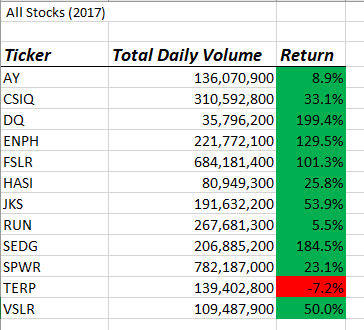 All Stocks (2017)
Ticker Total Daily Volume Return
AY 136,070,900 8.9%
CSIQ 310,592,800 33.1%
DQ 35,796,200 199.4%
ENPH 221,772,100 129.5%
FSLR 684,181,400 101.3%
HASI 80,949,300 25.8%
JKS 191,632,200 53.9%
RUN 267,681,300 5.5%
SEDG 206,885,200 184.5%
SPWR 782,187,000 23.1%
TERP 139,402,800 -7.2%
VSLR 109,487,900 50.0%